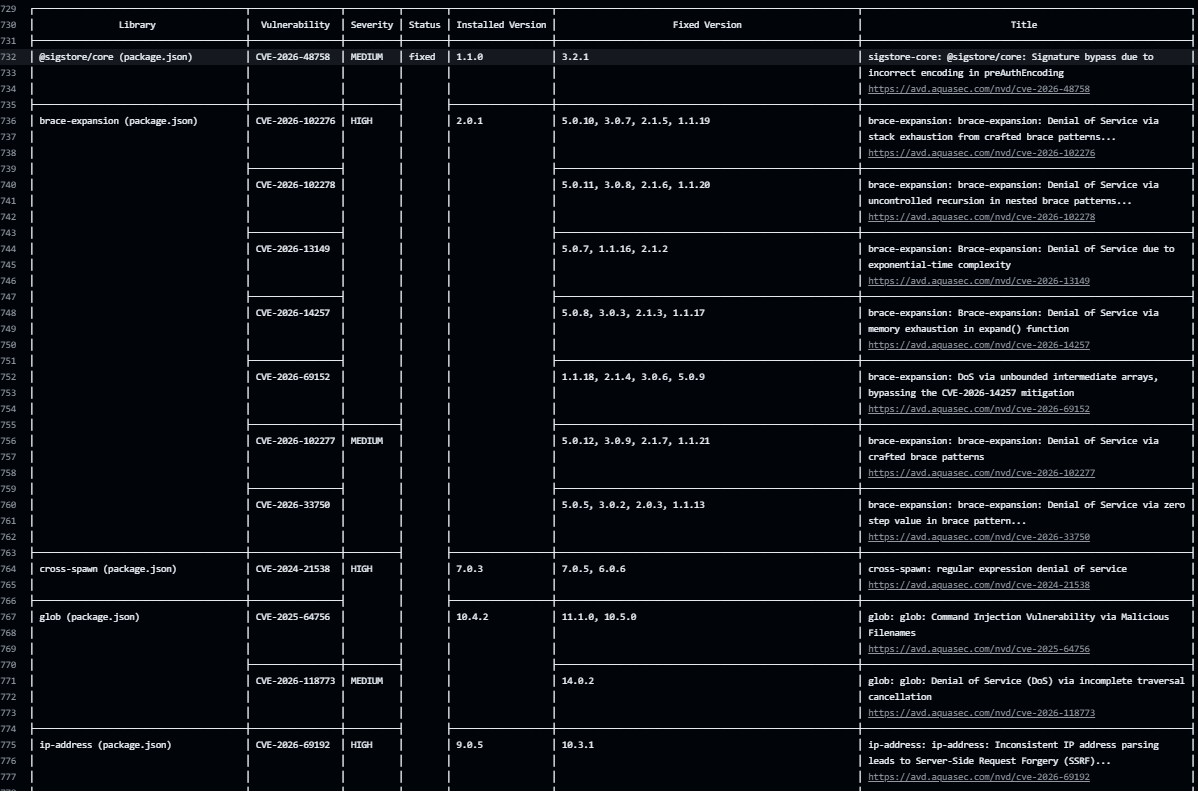 729
730 Library Vulnerability Severity Status Installed Version Fixed Version Title
731
732 @sigstore/core (package.json) CVE-2026-48758 MEDIUM fixed 1.1.0 3.2.1 sigstore-core: @sigstore/core: Signature bypass due to
733 incorrect encoding in preAuthEncoding
734 https://avd.aquasec.com/nvd/cve-2026-48758
735
736 brace-expansion (package.json) CVE-2026-102276 HIGH 2.0.1 5.0.10, 3.0.7, 2.1.5, 1.1.19 brace-expansion: brace-expansion: Denial of Service via
737 stack exhaustion from crafted brace patterns...
738 https://avd.aquasec.com/nvd/cve-2026-102276
739
740 CVE-2026-102278 5.0.11, 3.0.8, 2.1.6, 1.1.20 brace-expansion: brace-expansion: Denial of Service via
741 uncontrolled recursion in nested brace patterns...
742 https://avd.aquasec.com/nvd/cve-2026-102278
743
744 CVE-2026-13149 5.0.7, 1.1.16, 2.1.2 brace-expansion: Brace-expansion: Denial of Service due to
745 exponential-time complexity
746 https://avd.aquasec.com/nvd/cve-2026-13149
747
748 CVE-2026-14257 5.0.8, 3.0.3, 2.1.3, 1.1.17 brace-expansion: Brace-expansion: Denial of Service via
749 memory exhaustion in expand() function
750 https://avd.aquasec.com/nvd/cve-2026-14257
751
752 CVE-2026-69152 1.1.18, 2.1.4, 3.0.6, 5.0.9 brace-expansion: DoS via unbounded intermediate arrays,
753 bypassing the CVE-2026-14257 mitigation
754 https://avd.aquasec.com/nvd/cve-2026-69152
755
756 CVE-2026-102277 MEDIUM 5.0.12, 3.0.9, 2.1.7, 1.1.21 brace-expansion: brace-expansion: Denial of Service via
757 crafted brace patterns
758 https://avd.aquasec.com/nvd/cve-2026-102277
759
760 CVE-2026-33750 5.0.5, 3.0.2, 2.0.3, 1.1.13 brace-expansion: brace-expansion: Denial of Service via zero
761 step value in brace pattern...
762 https://avd.aquasec.com/nvd/cve-2026-33750
763
764 cross-spawn (package.json) CVE-2024-21538 HIGH 7.0.3 7.0.5, 6.0.6 cross-spawn: regular expression denial of service
765 https://avd.aquasec.com/nvd/cve-2024-21538
766
767 glob (package.json) CVE-2025-64756 10.4.2 11.1.0, 10.5.0 glob: glob: Command Injection Vulnerability via Malicious
768 Filenames
769 https://avd.aquasec.com/nvd/cve-2025-64756
770
771 CVE-2026-118773 MEDIUM 14.0.2 glob: glob: Denial of Service (DoS) via incomplete traversal
772 cancellation
773 https://avd.aquasec.com/nvd/cve-2026-118773
774
775 ip-address (package.json) CVE-2026-69192 HIGH 9.0.5 10.3.1 ip-address: ip-address: Inconsistent IP address parsing
776 leads to Server-Side Request Forgery (SSRF)...
777 https://avd.aquasec.com/nvd/cve-2026-69192